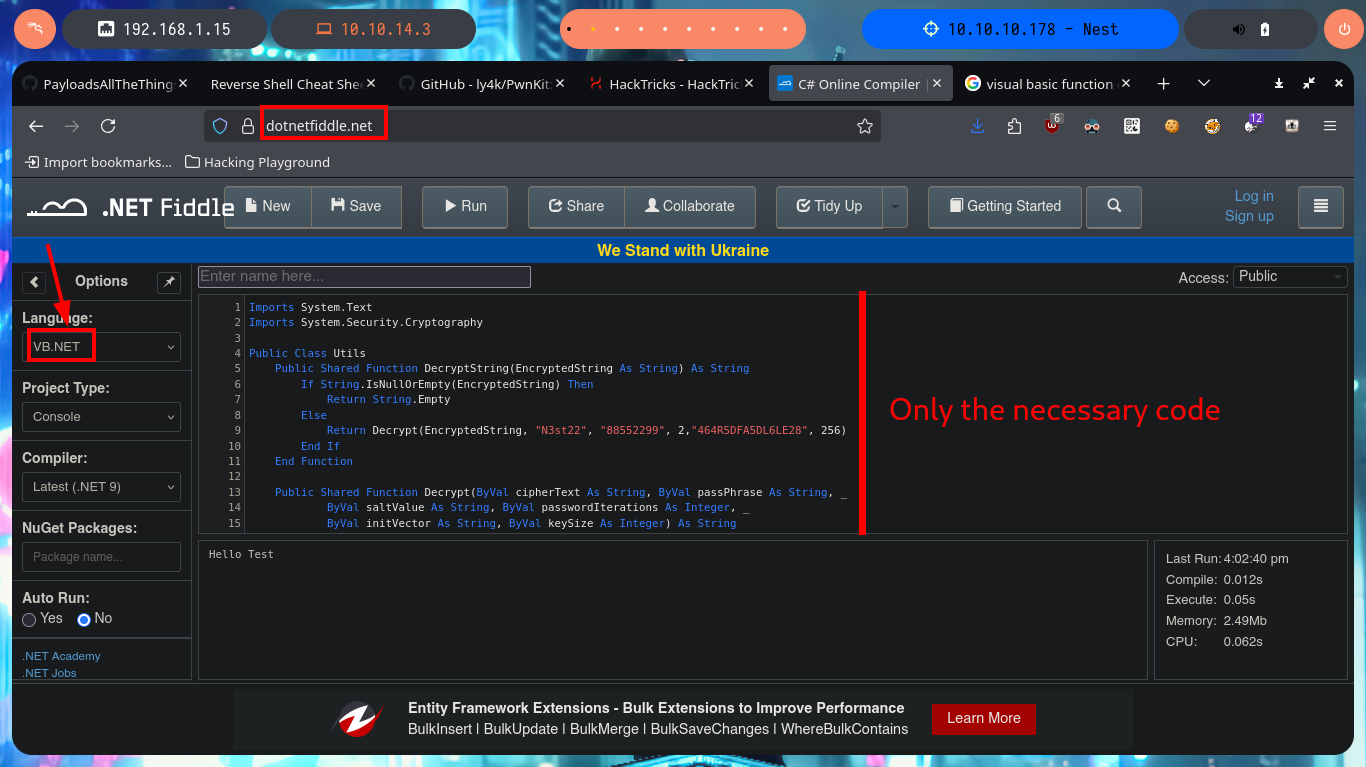 192.168.1.15
10.10.14.3
10.10.10.178 - Nest
PayloadsAllTheThing
Reverse Shell Cheat Shee
GitHub - ly4k/PwnKit:
HackTricks - HackTric
C# Online Compiler |
visual basic function
dotnetfiddle.net
6
12
Import bookmarks...
Hacking Playground
.NET Fiddle
New
Save
Run
Share
Collaborate
Tidy Up
Getting Started
Log in
Sign up
We Stand with Ukraine
Options
Enter name here...
Access:
Public
Language:
VB.NET
Project Type:
Console
Compiler:
Latest (.NET 9)
NuGet Packages:
Package name...
Auto Run:
Yes
No
.NET Academy
.NET Jobs
1 Imports System.Text
2 Imports System.Security.Cryptography
3
4 Public Class Utils
5 Public Shared Function DecryptString(EncryptedString As String) As String
6 If String.IsNullOrEmpty(EncryptedString) Then
7 Return String.Empty
8 Else
9 Return Decrypt(EncryptedString, "N3st22", "88552299", 2,"464R5DFA5DL6LE28", 256)
10 End If
11 End Function
12
13 Public Shared Function Decrypt(ByVal cipherText As String, ByVal passPhrase As String, _
14 ByVal saltValue As String, ByVal passwordIterations As Integer, _
15 ByVal initVector As String, ByVal keySize As Integer) As String
Only the necessary code
Hello Test
Last Run: 4:02:40 pm
Compile: 0.012s
Execute: 0.05s
Memory: 2.49Mb
CPU: 0.062s
Entity Framework Extensions - Bulk Extensions to Improve Performance
BulkInsert | BulkUpdate | BulkMerge | BulkSaveChanges | WhereBulkContains
Learn More